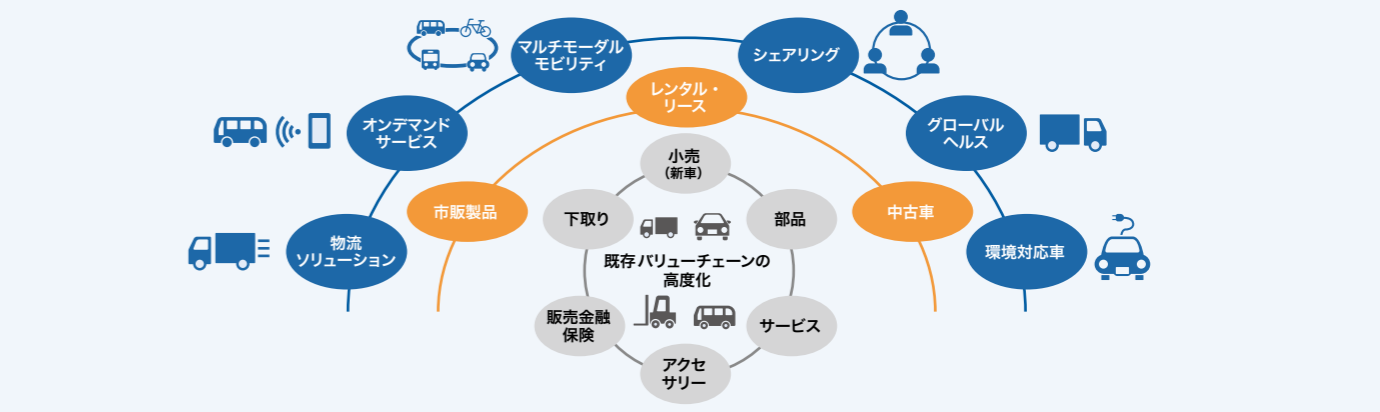 マルチモーダル
モビリティ
シェアリング
レンタル・
リース
オンデマンド
サービス
グローバル
ヘルス
小売
（新車）
市販製品
下取り
部品
中古車
物流
ソリューション
環境対応車
既存バリューチェーンの
高度化
販売金融
保険
サービス
アクセ
サリー